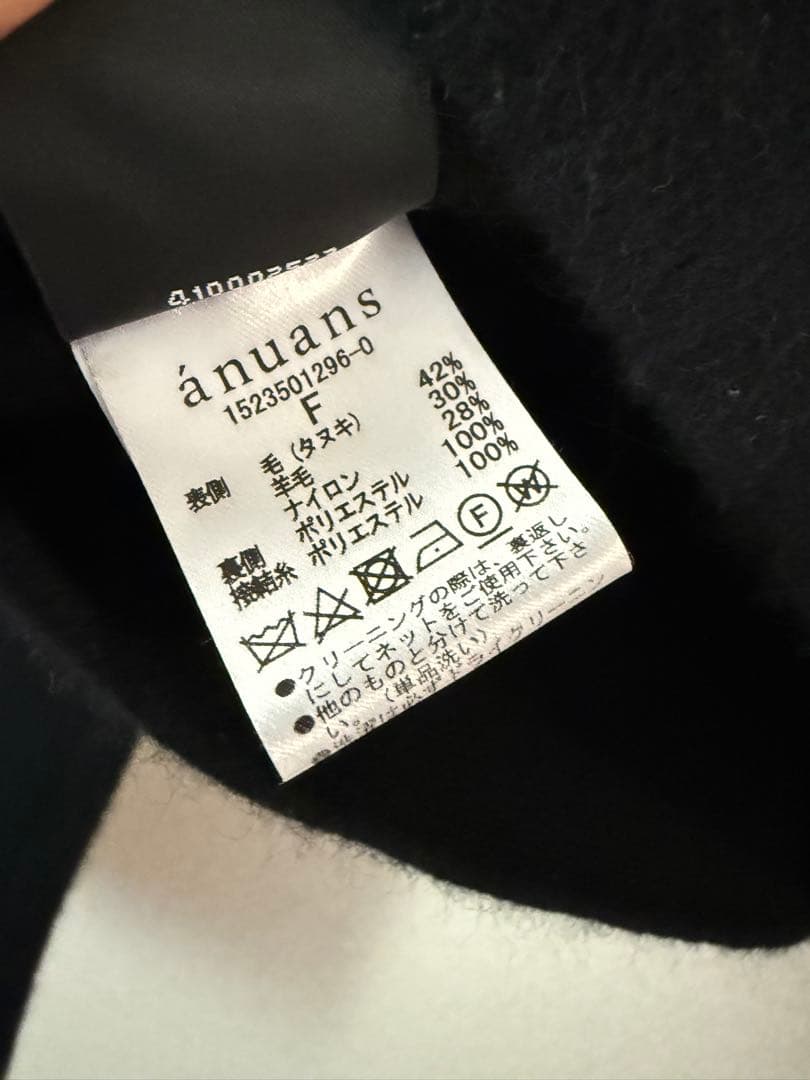 ánuans
1523501296-0
F
表側 毛(タヌキ) 42%
羊毛 30%
ナイロン 28%
裏側 ポリエステル 100%
接結糸 ポリエステル 100%
F W
●クリーニングの際は、裏返し
にしてネットをご使用下さい。
●他のものと分けて洗って下さ
い。(単品洗い)